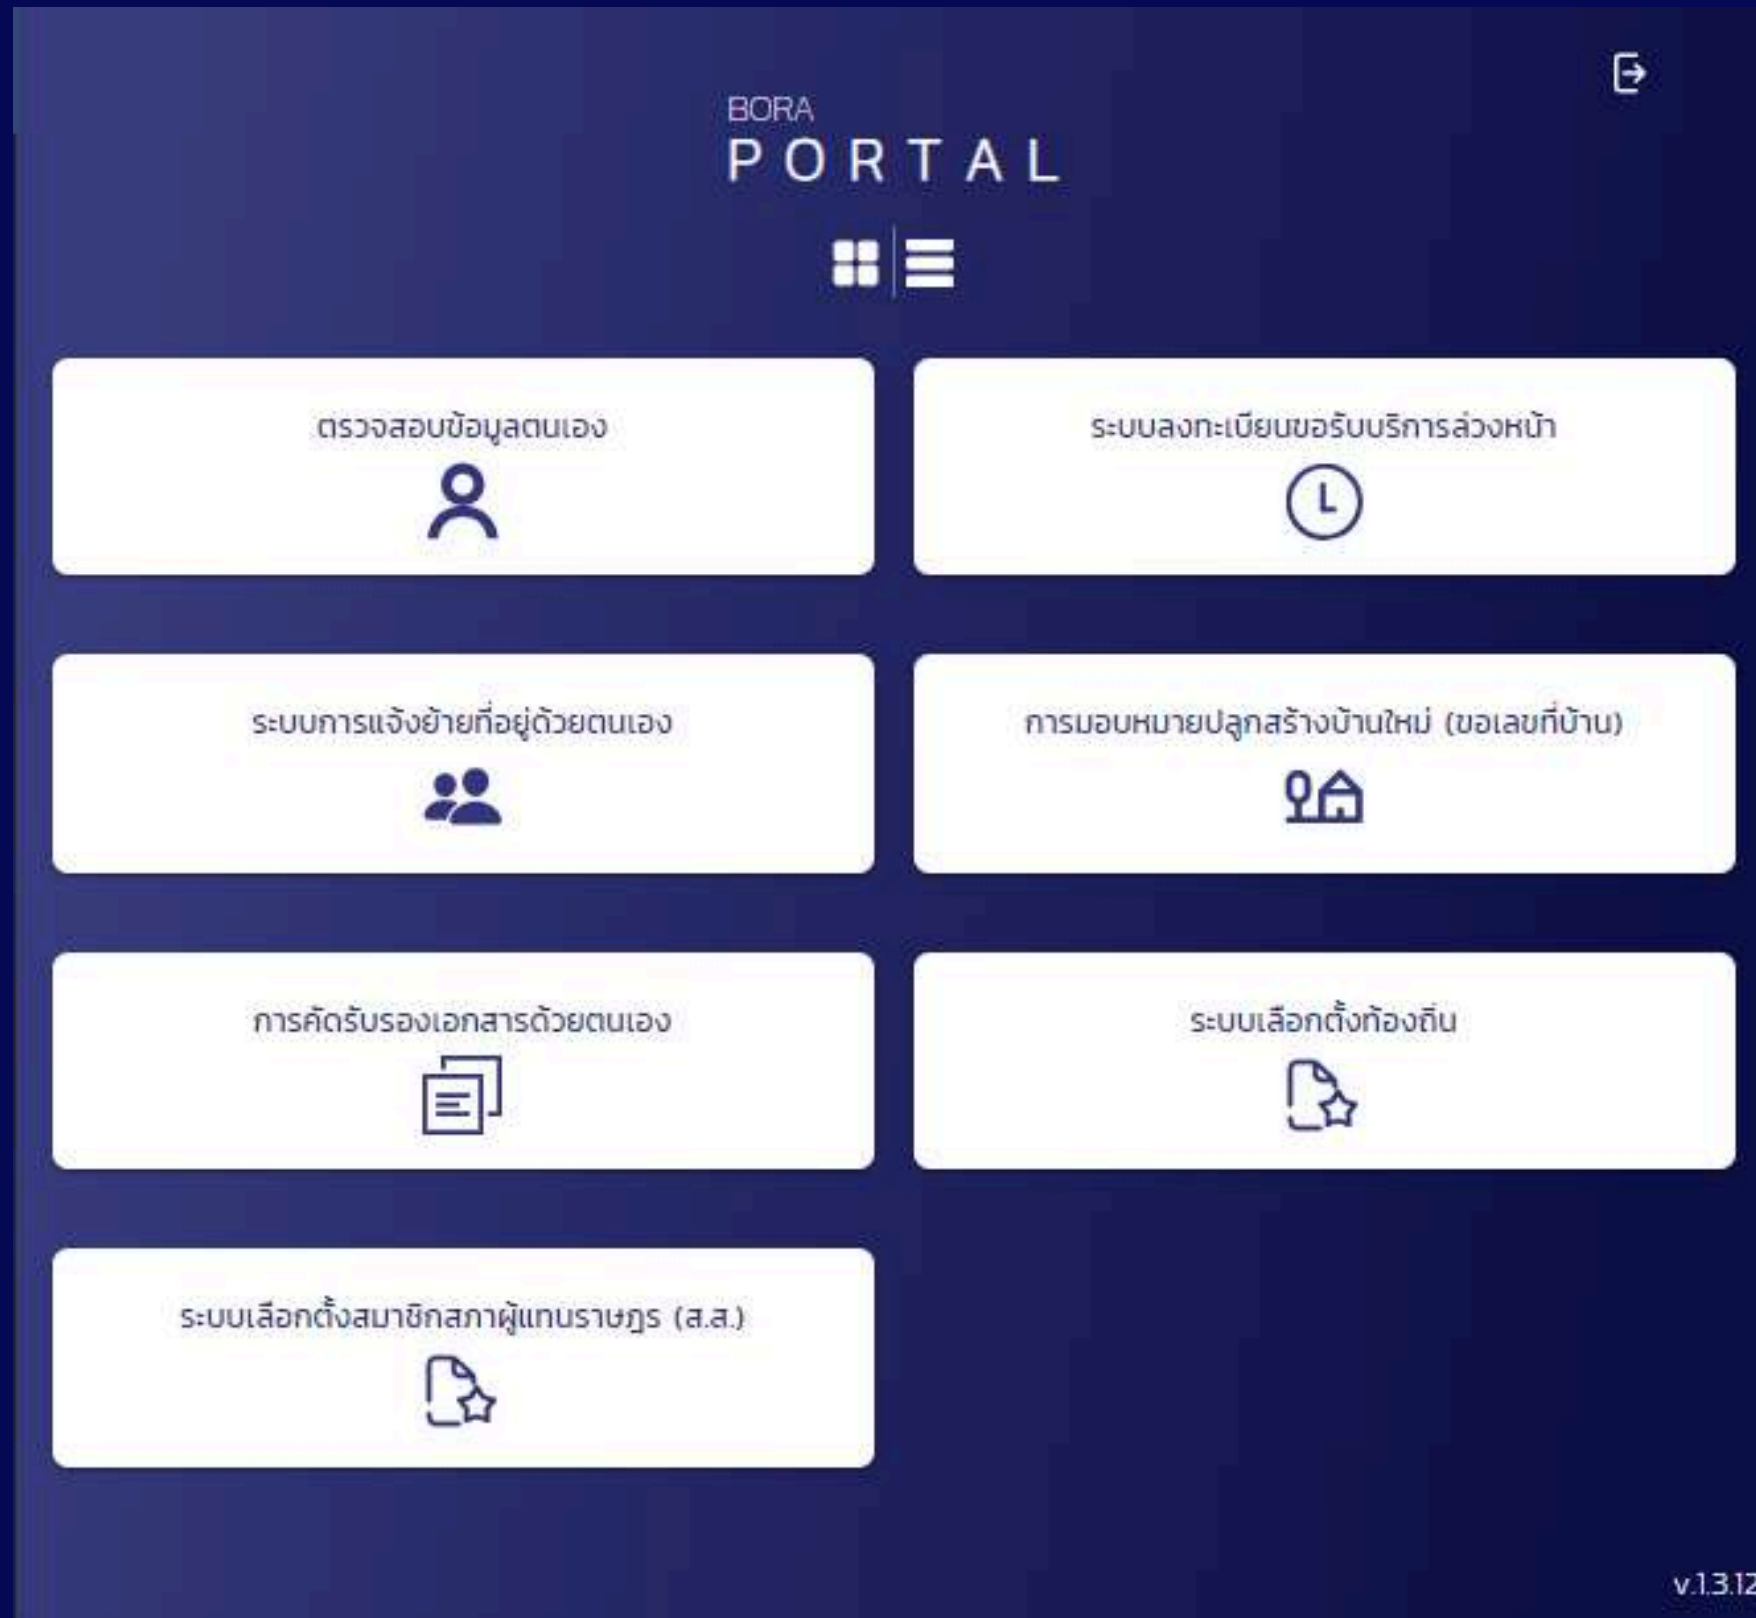 BORA
PORTAL
ตรวจสอบข้อมูลตนเอง
ระบบลงทะเบียนขอรับบริการล่วงหน้า
ระบบการแจ้งย้ายที่อยู่ด้วยตนเอง
การมอบหมายปลูกสร้างบ้านใหม่ (ขอเลขที่บ้าน)
การคัดรับรองเอกสารด้วยตนเอง
ระบบเลือกตั้งท้องถิ่น
ระบบเลือกตั้งสมาชิกสภาผู้แทนราษฎร (ส.ส.)
v.1.3.12